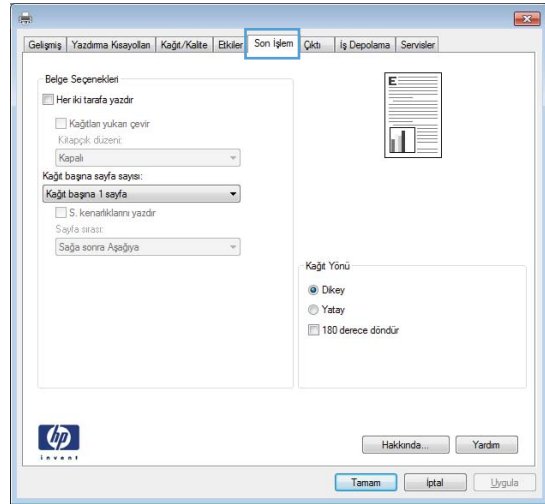 Gelişmiş Yazdırma Kısayolları Kağıt/Kalite Etkiler Son İşlem Çıktı İş Depolama Servisler
Belge Seçenekleri
Her iki tarafa yazdır
Kağıtları yukarı çevir
Kitapçık düzeni:
Kapalı
Kağıt başına sayfa sayısı:
Kağıt başına 1 sayfa
S. kenarlıklarını yazdır
Sayfa sırası:
Sağa sonra Aşağıya
E
Kağıt Yönü
Dikey
Yatay
180 derece döndür
hp
invent
Hakkında... Yardım
Tamam İptal Uygula